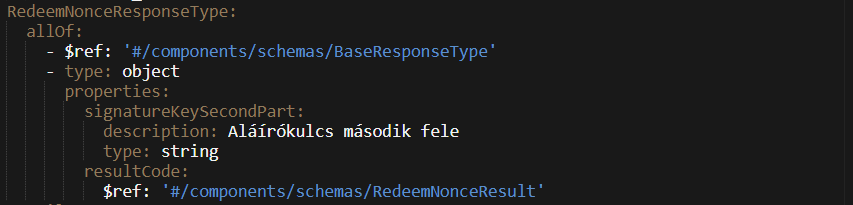 RedeemNonceResponseType:
allOf:
- $ref: '#/components/schemas/BaseResponseType'
- type: object
properties:
signatureKeySecondPart:
description: Aláírókulcs második fele
type: string
resultCode:
$ref: '#/components/schemas/RedeemNonceResult'